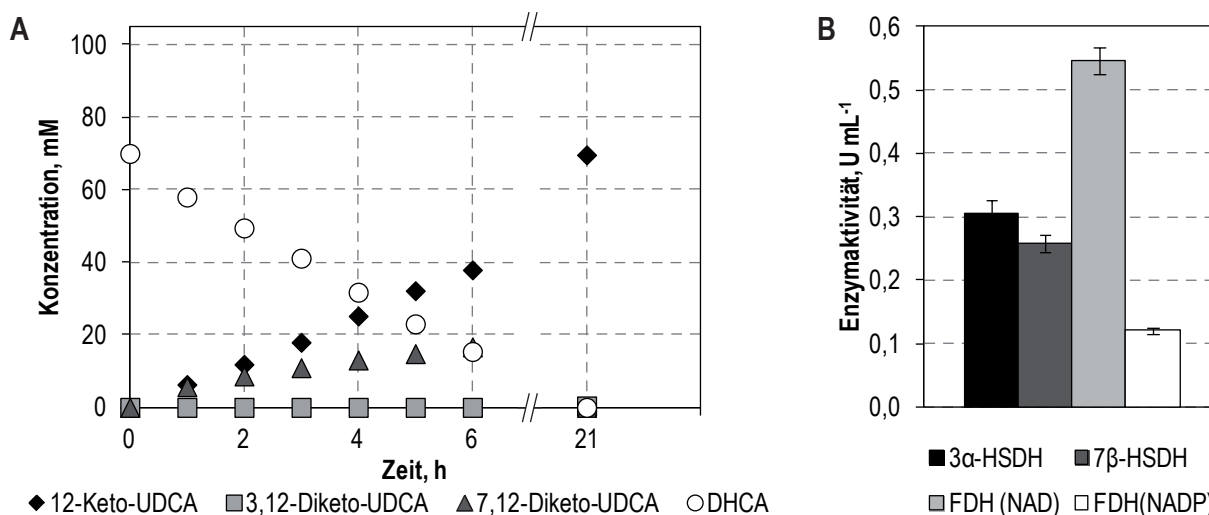 A
Konzentration, mM
100
80
60
40
20
0
0
2
4
6
21
Zeit, h
12-Keto-UDCA
3,12-Diketo-UDCA
7,12-Diketo-UDCA
DHCA
B
Enzymaktivität, U mL⁻¹
0,6
0,5
0,4
0,3
0,2
0,1
0,0
3α-HSDH
7β-HSDH
FDH (NAD)
FDH(NADP)